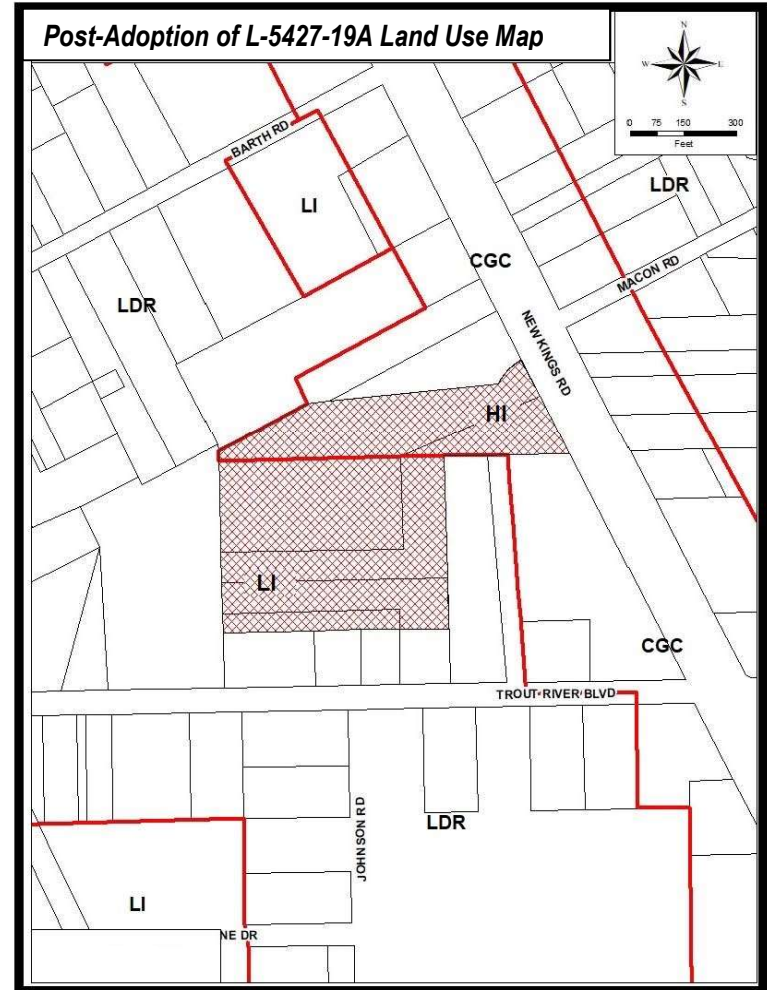 Post-Adoption of L-5427-19A Land Use Map
N
W E
S
0 75 150 300
Feet
BARTH RD
LI
LDR
CGC
MACON RD
LDR
NEW KINGS RD
HI
LI
CGC
TROUT RIVER BLVD
JOHNSON RD
LDR
LI
NE DR